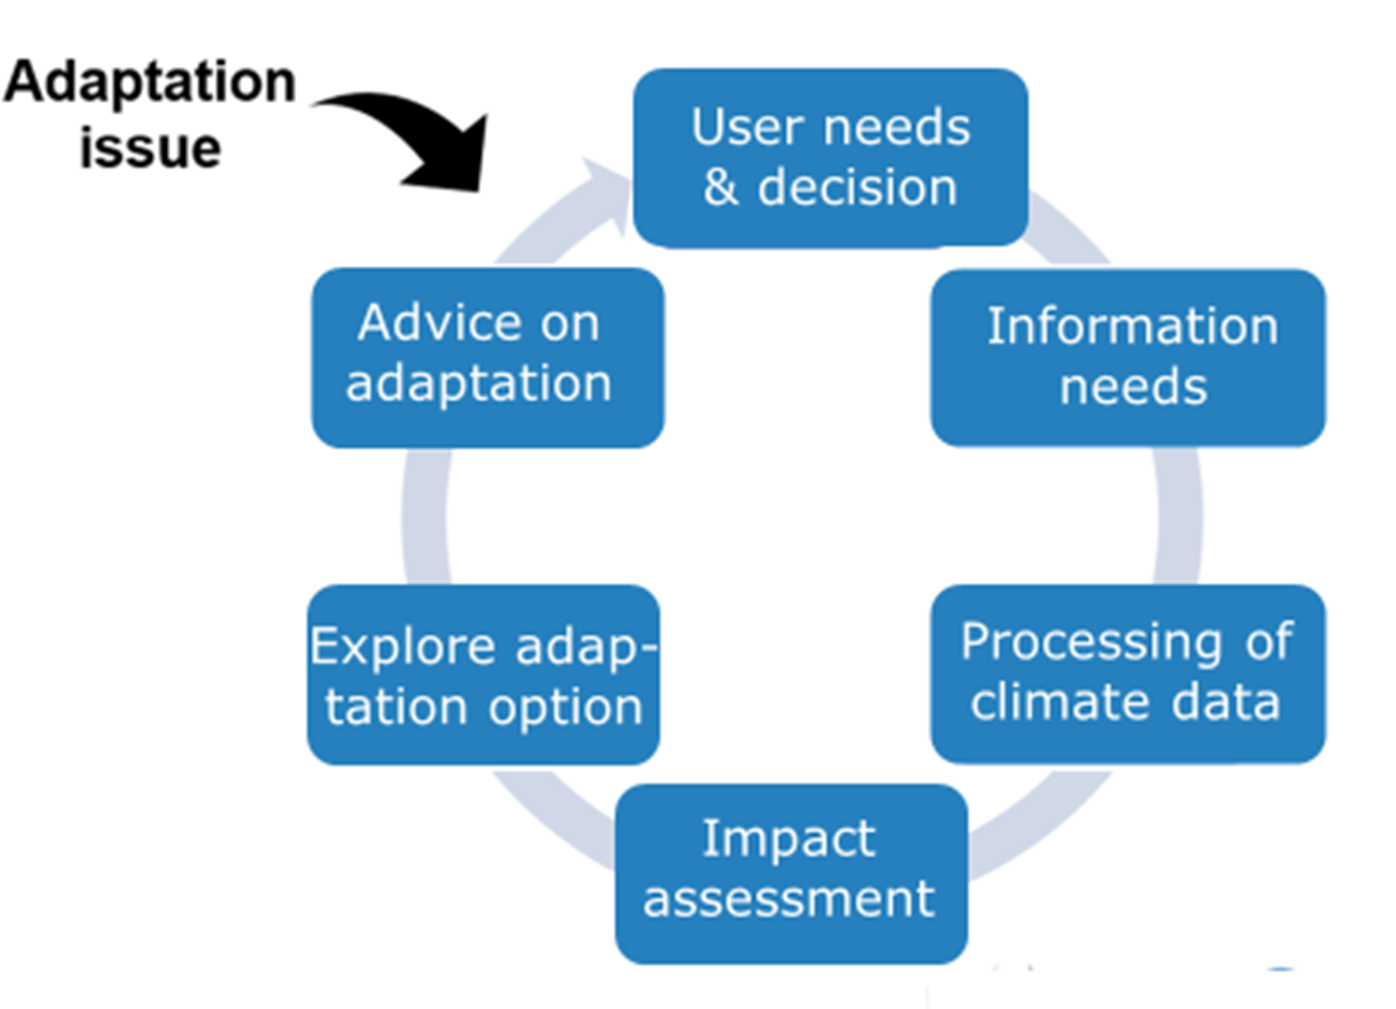 Adaptation
issue
User needs
& decision
Information
needs
Processing of
climate data
Impact
assessment
Explore adap-
tation option
Advice on
adaptation